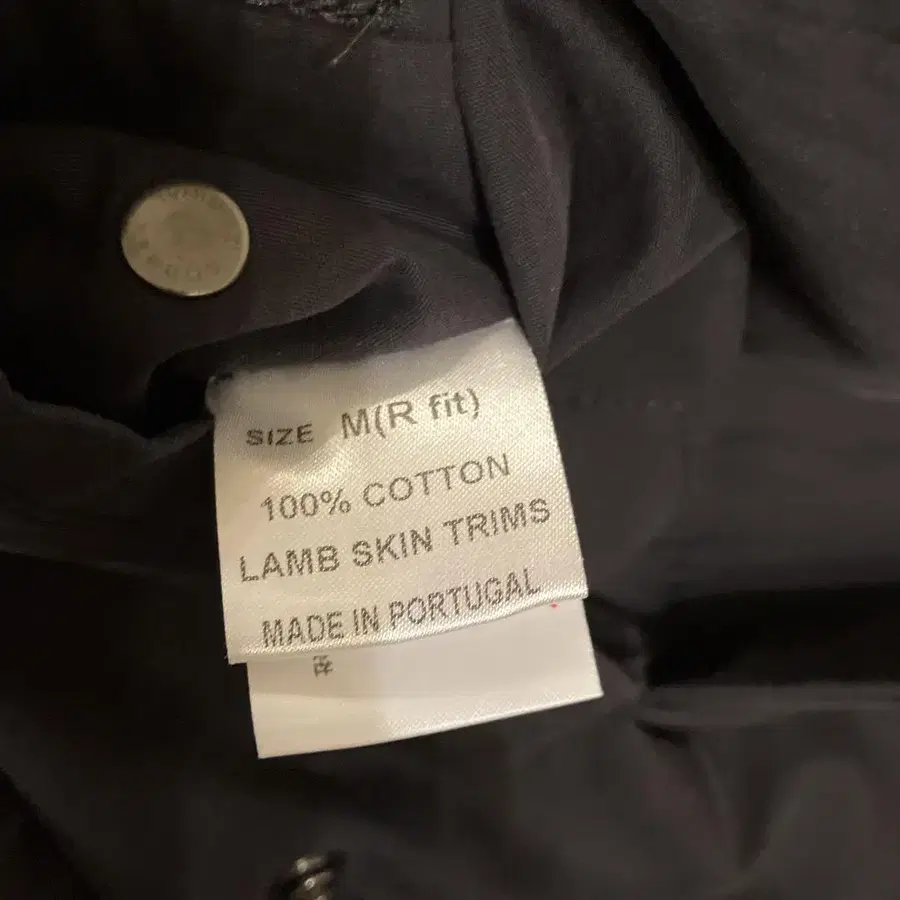 SIZE M(R fit)
100% COTTON
LAMB SKIN TRIMS
MADE IN PORTUGAL